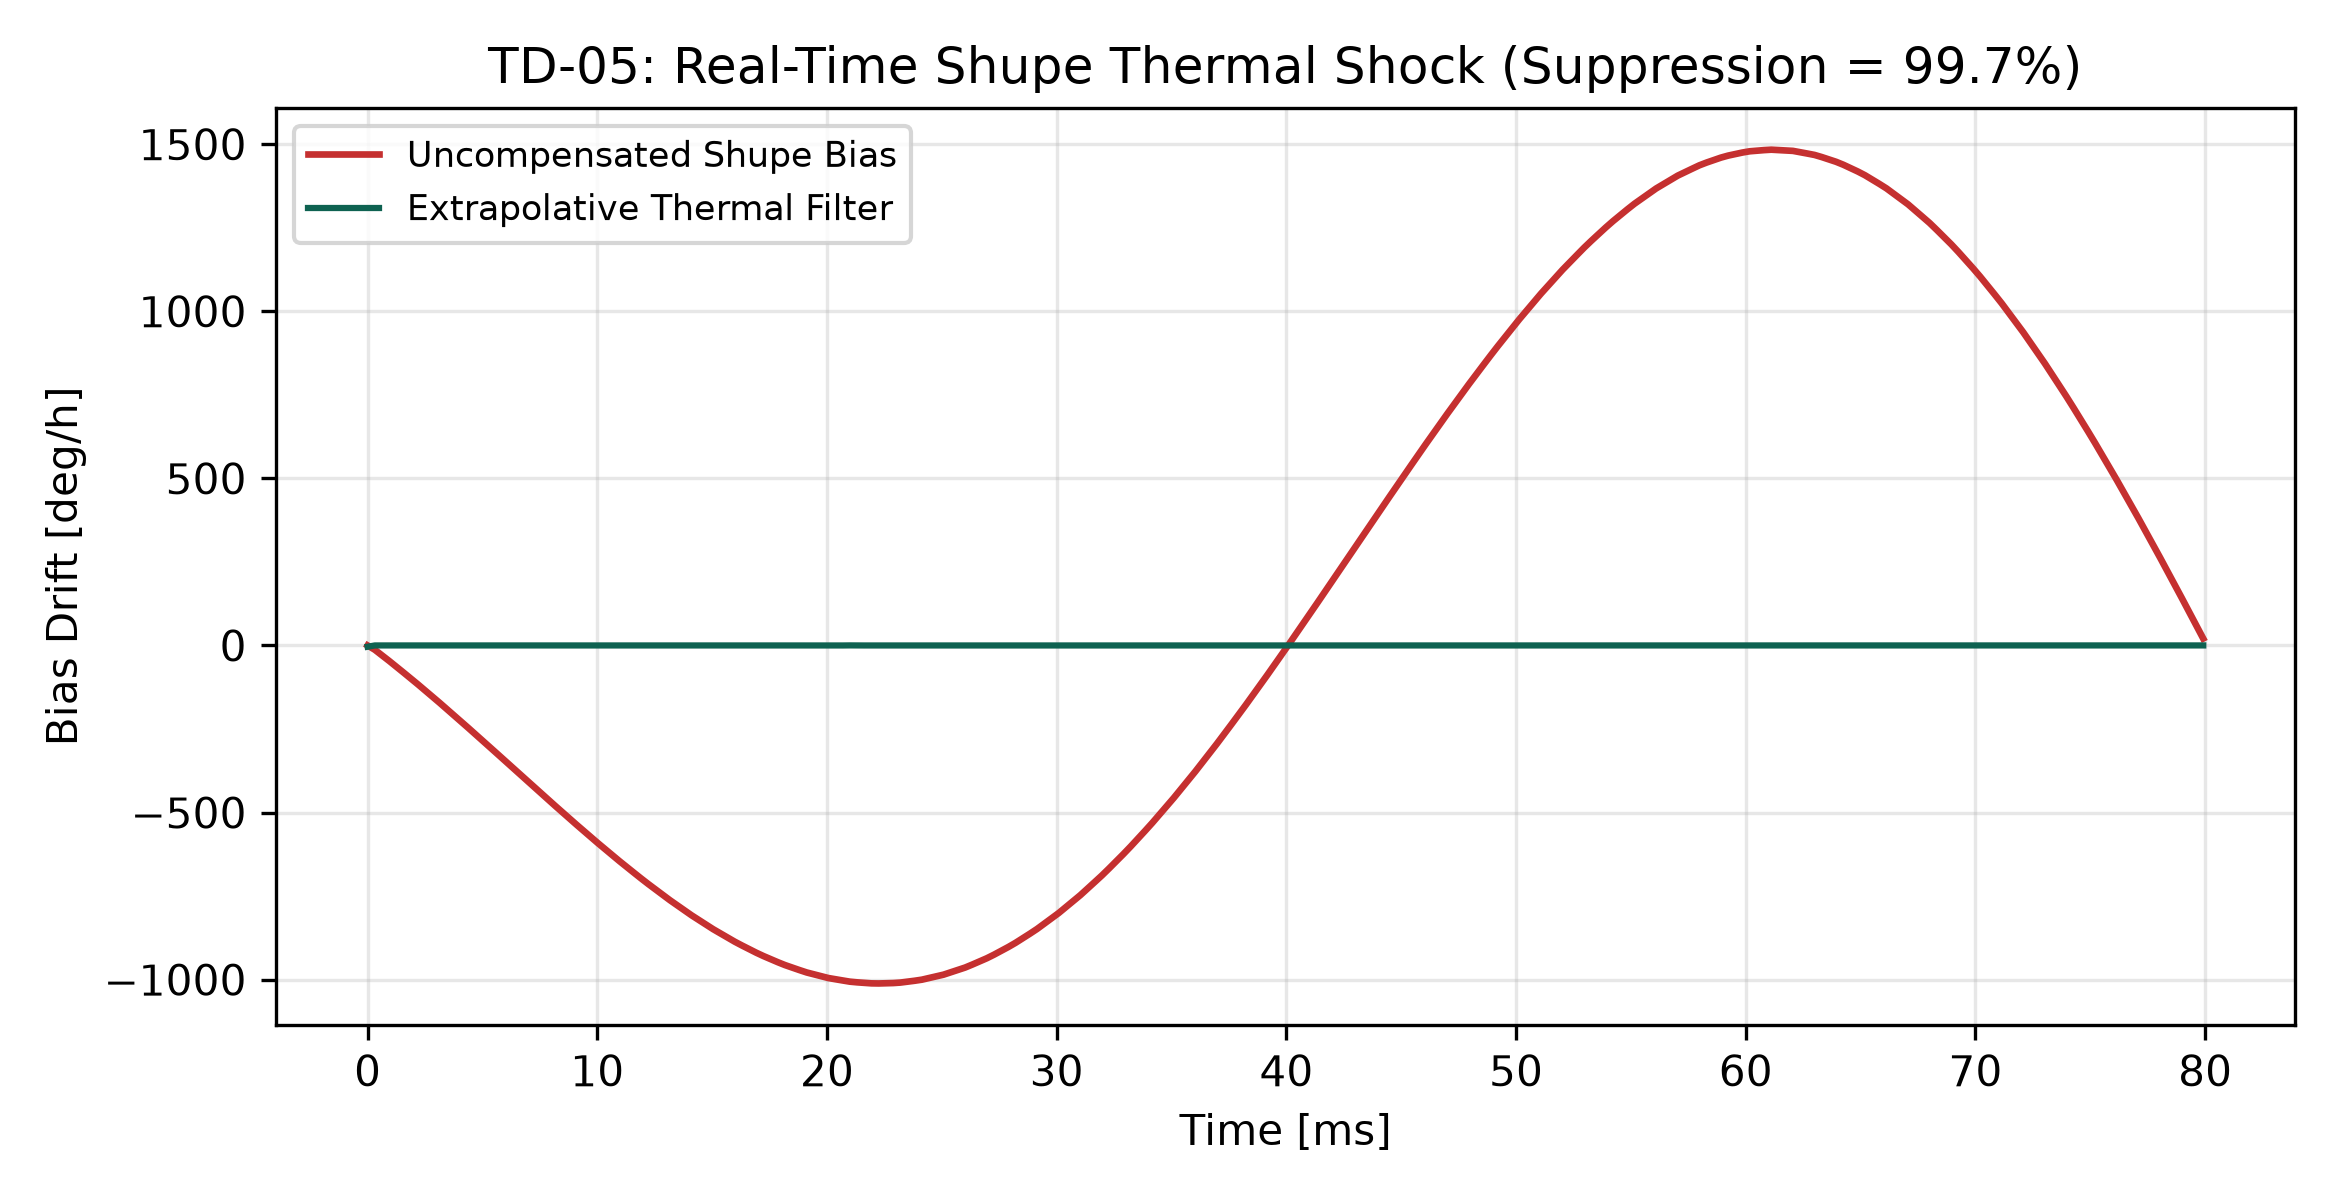 TD-05: Real-Time Shupe Thermal Shock (Suppression = 99.7%)
Uncompensated Shupe Bias
Extrapolative Thermal Filter
Bias Drift [deg/h]
1500
1000
500
0
−500
−1000
0 10 20 30 40 50 60 70 80
Time [ms]